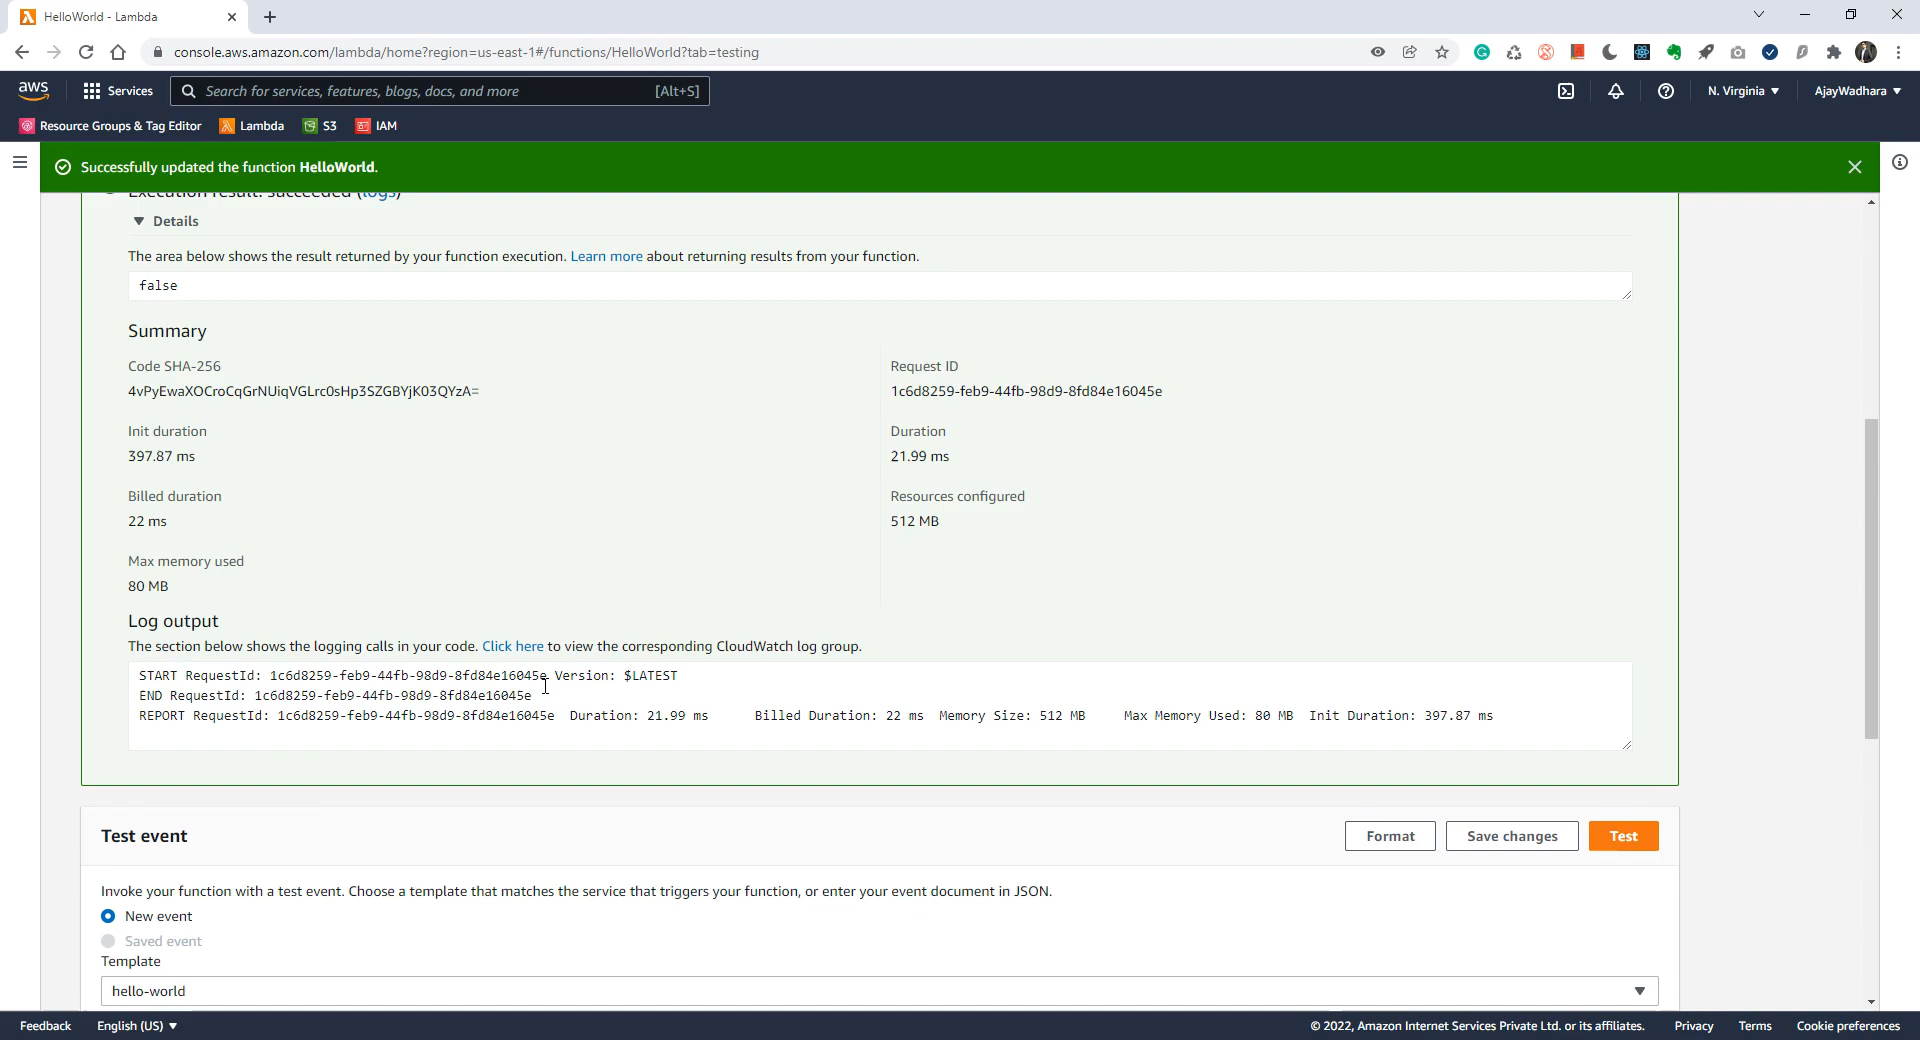 HelloWorld - Lambda
console.aws.amazon.com/lambda/home?region=us-east-1#/functions/HelloWorld?tab=testing
aws Services Search for services, features, blogs, docs, and more [Alt+S] N. Virginia ▼ AjayWadhara ▼
Resource Groups & Tag Editor Lambda S3 IAM
Successfully updated the function HelloWorld.
Execution result: succeeded (logs)
▼ Details
The area below shows the result returned by your function execution. Learn more about returning results from your function.
false
Summary
Code SHA-256 Request ID
4vPyEwaXOCroCqGrNUiqVGLrc0sHp3SZGBYjK03QYzA= 1c6d8259-feb9-44fb-98d9-8fd84e16045e
Init duration Duration
397.87 ms 21.99 ms
Billed duration Resources configured
22 ms 512 MB
Max memory used
80 MB
Log output
The section below shows the logging calls in your code. Click here to view the corresponding CloudWatch log group.
START RequestId: 1c6d8259-feb9-44fb-98d9-8fd84e16045e Version: $LATEST
END RequestId: 1c6d8259-feb9-44fb-98d9-8fd84e16045e
REPORT RequestId: 1c6d8259-feb9-44fb-98d9-8fd84e16045e Duration: 21.99 ms Billed Duration: 22 ms Memory Size: 512 MB Max Memory Used: 80 MB Init Duration: 397.87 ms
Test event Format Save changes Test
Invoke your function with a test event. Choose a template that matches the service that triggers your function, or enter your event document in JSON.
New event
Saved event
Template
hello-world
Feedback English (US) ▼ © 2022, Amazon Internet Services Private Ltd. or its affiliates. Privacy Terms Cookie preferences